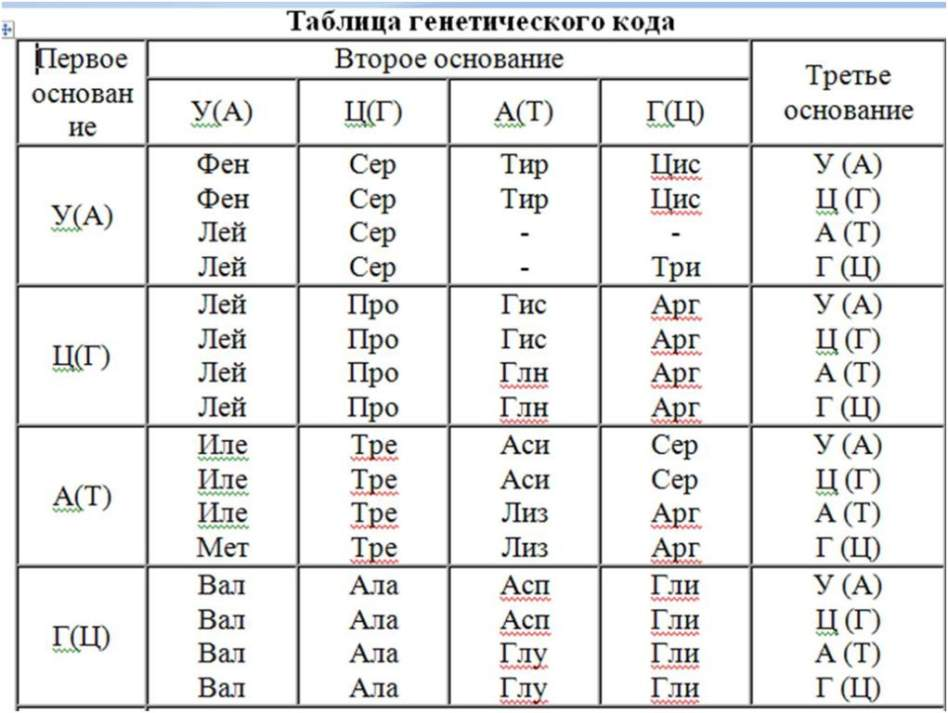 Таблица генетического кода
Первое основан ие Второе основание Третье основание
У(А) Ц(Г) А(Т) Г(Ц)
У(А)
Фен Сер Тир Цис У (А)
Фен Сер Тир Цис Ц (Г)
Лей Сер - - А (Т)
Лей Сер - Три Г (Ц)
Ц(Г)
Лей Про Гис Арг У (А)
Лей Про Гис Арг Ц (Г)
Лей Про Глн Арг А (Т)
Лей Про Глн Арг Г (Ц)
А(Т)
Иле Тре Аси Сер У (А)
Иле Тре Аси Сер Ц (Г)
Иле Тре Лиз Арг А (Т)
Мет Тре Лиз Арг Г (Ц)
Г(Ц)
Вал Ала Асп Гли У (А)
Вал Ала Асп Гли Ц (Г)
Вал Ала Глу Гли А (Т)
Вал Ала Глу Гли Г (Ц)